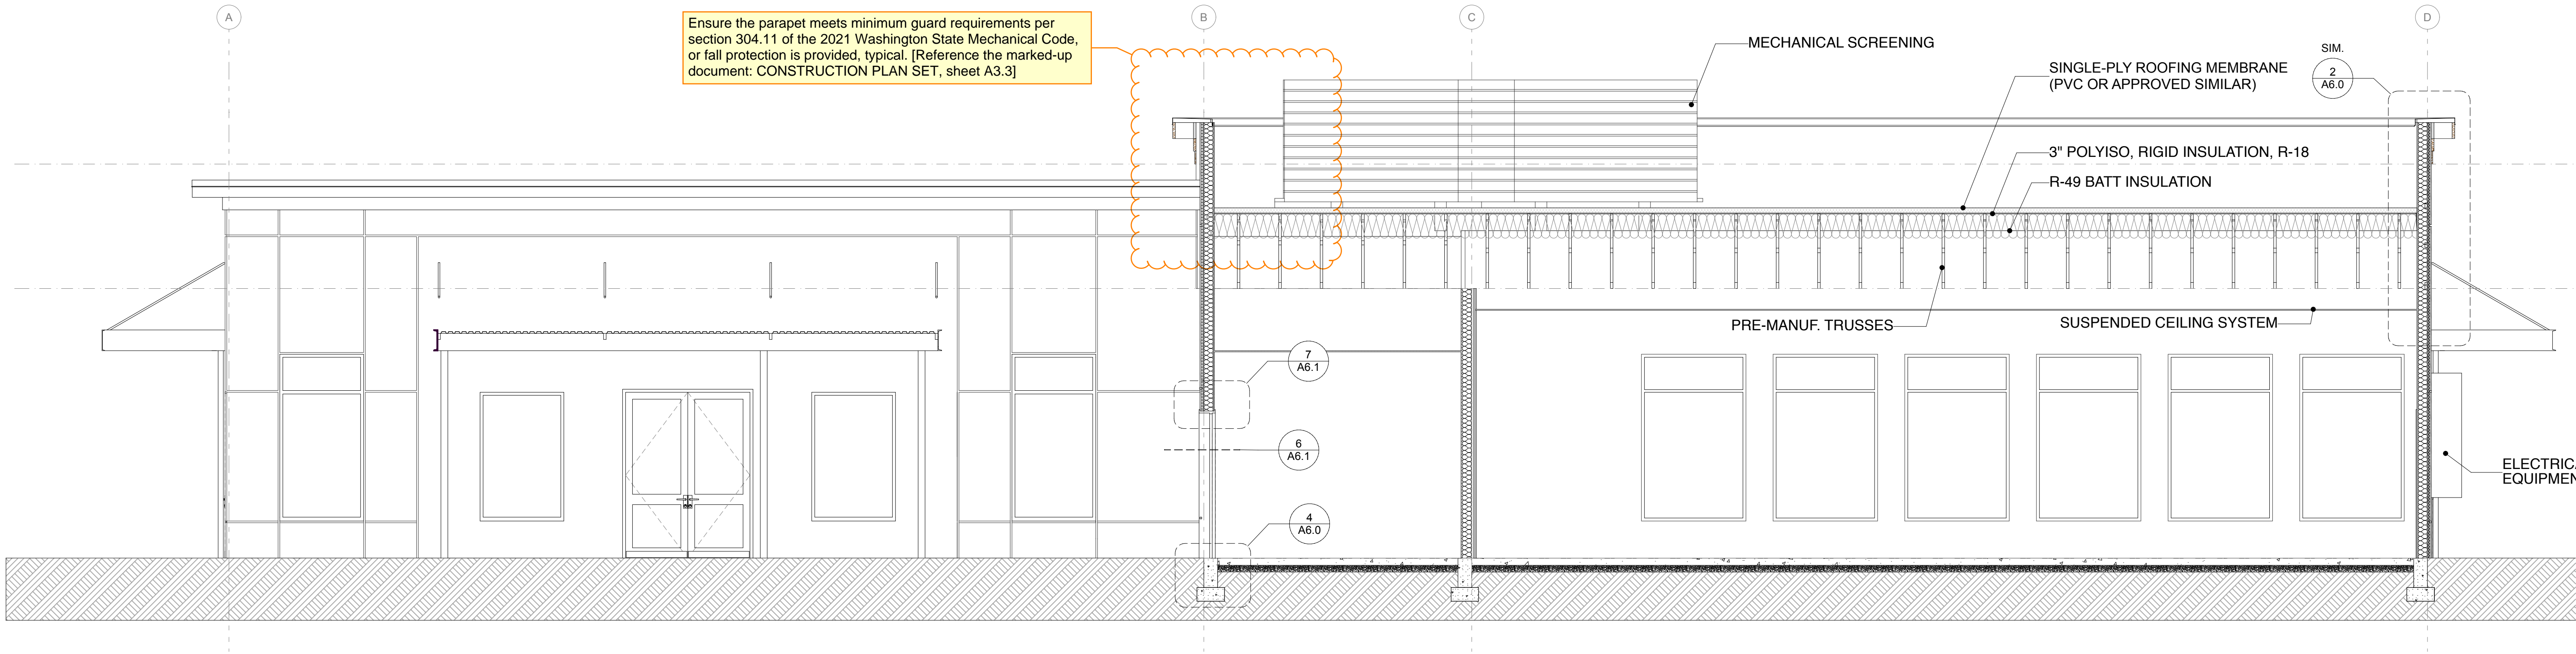 A
B
C
D
Ensure the parapet meets minimum guard requirements per
section 304.11 of the 2021 Washington State Mechanical Code,
or fall protection is provided, typical. [Reference the marked-up
document: CONSTRUCTION PLAN SET, sheet A3.3]
MECHANICAL SCREENING
SINGLE-PLY ROOFING MEMBRANE
(PVC OR APPROVED SIMILAR)
SIM.
2
A6.0
3" POLYISO, RIGID INSULATION, R-18
R-49 BATT INSULATION
PRE-MANUF. TRUSSES
SUSPENDED CEILING SYSTEM
7
A6.1
6
A6.1
4
A6.0
ELECTRICA
EQUIPMEN